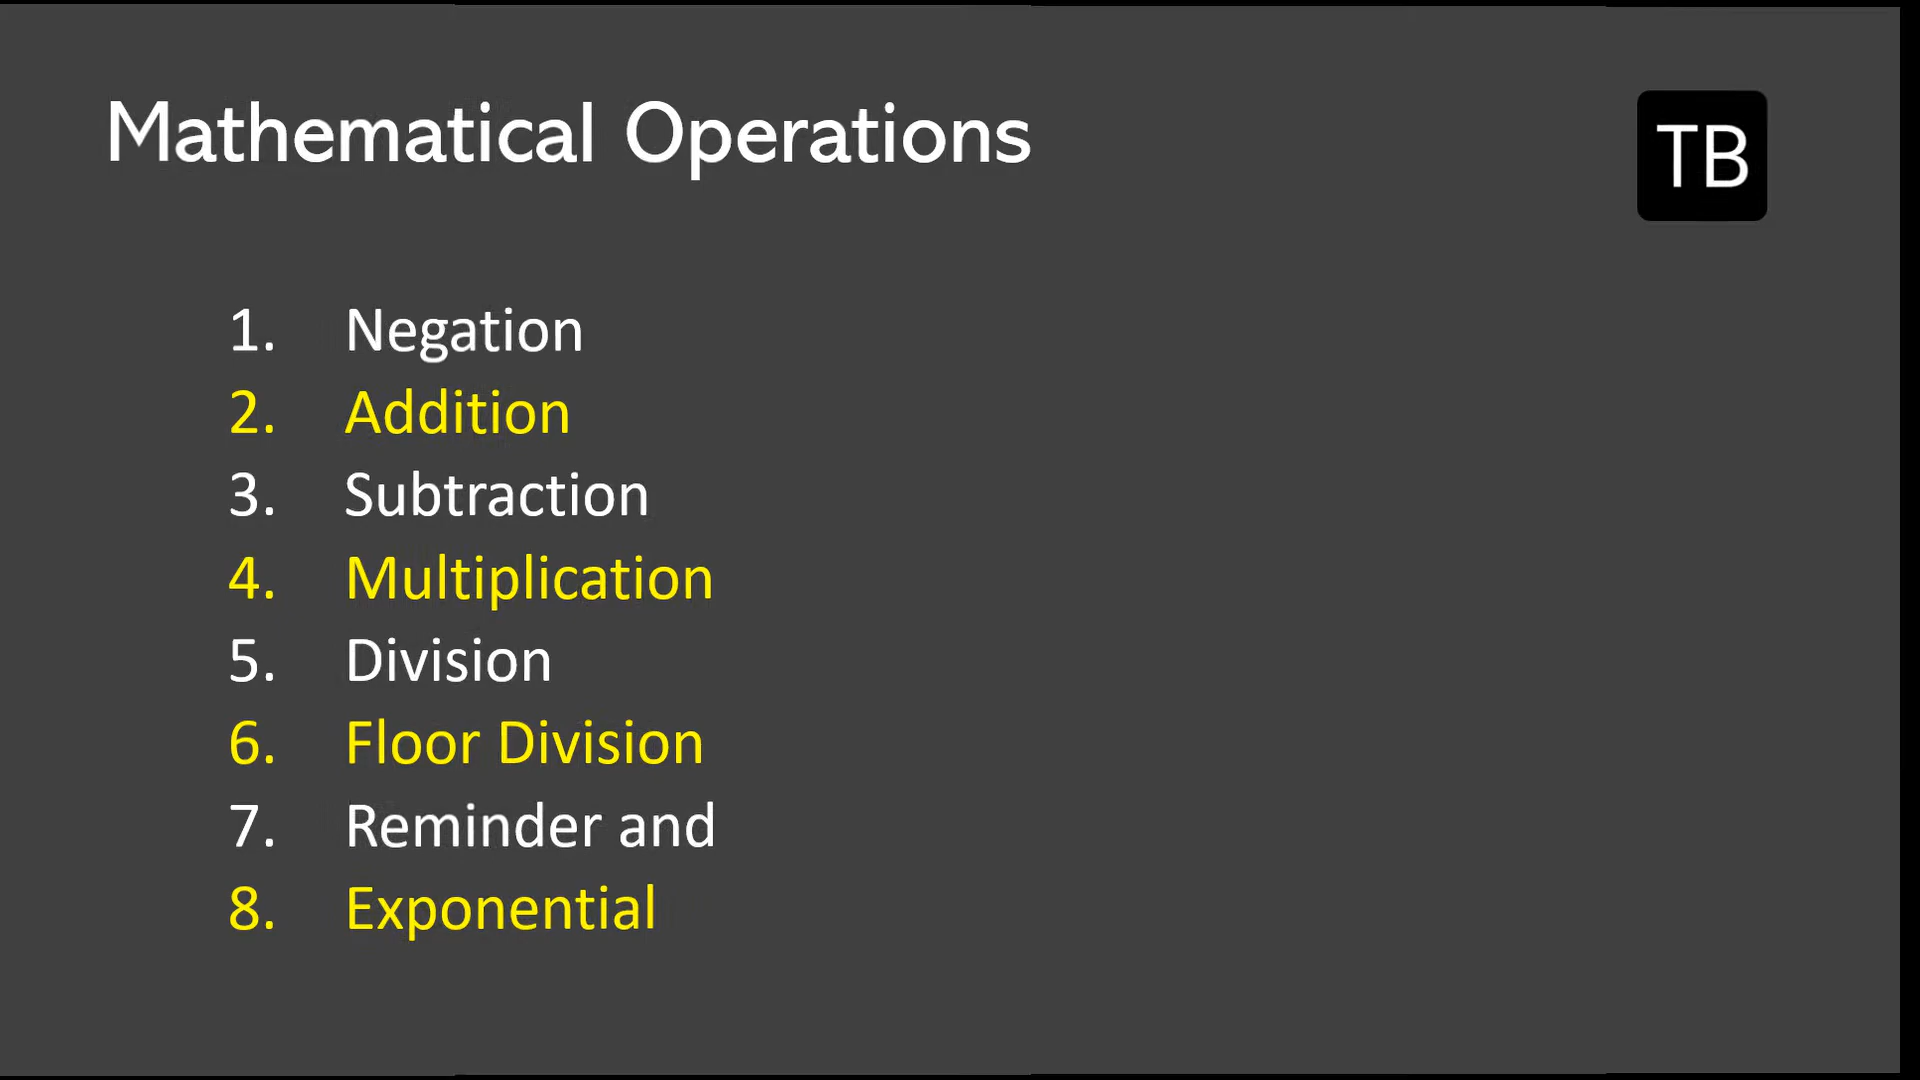 Mathematical Operations
TB
1. Negation
2. Addition
3. Subtraction
4. Multiplication
5. Division
6. Floor Division
7. Reminder and
8. Exponential